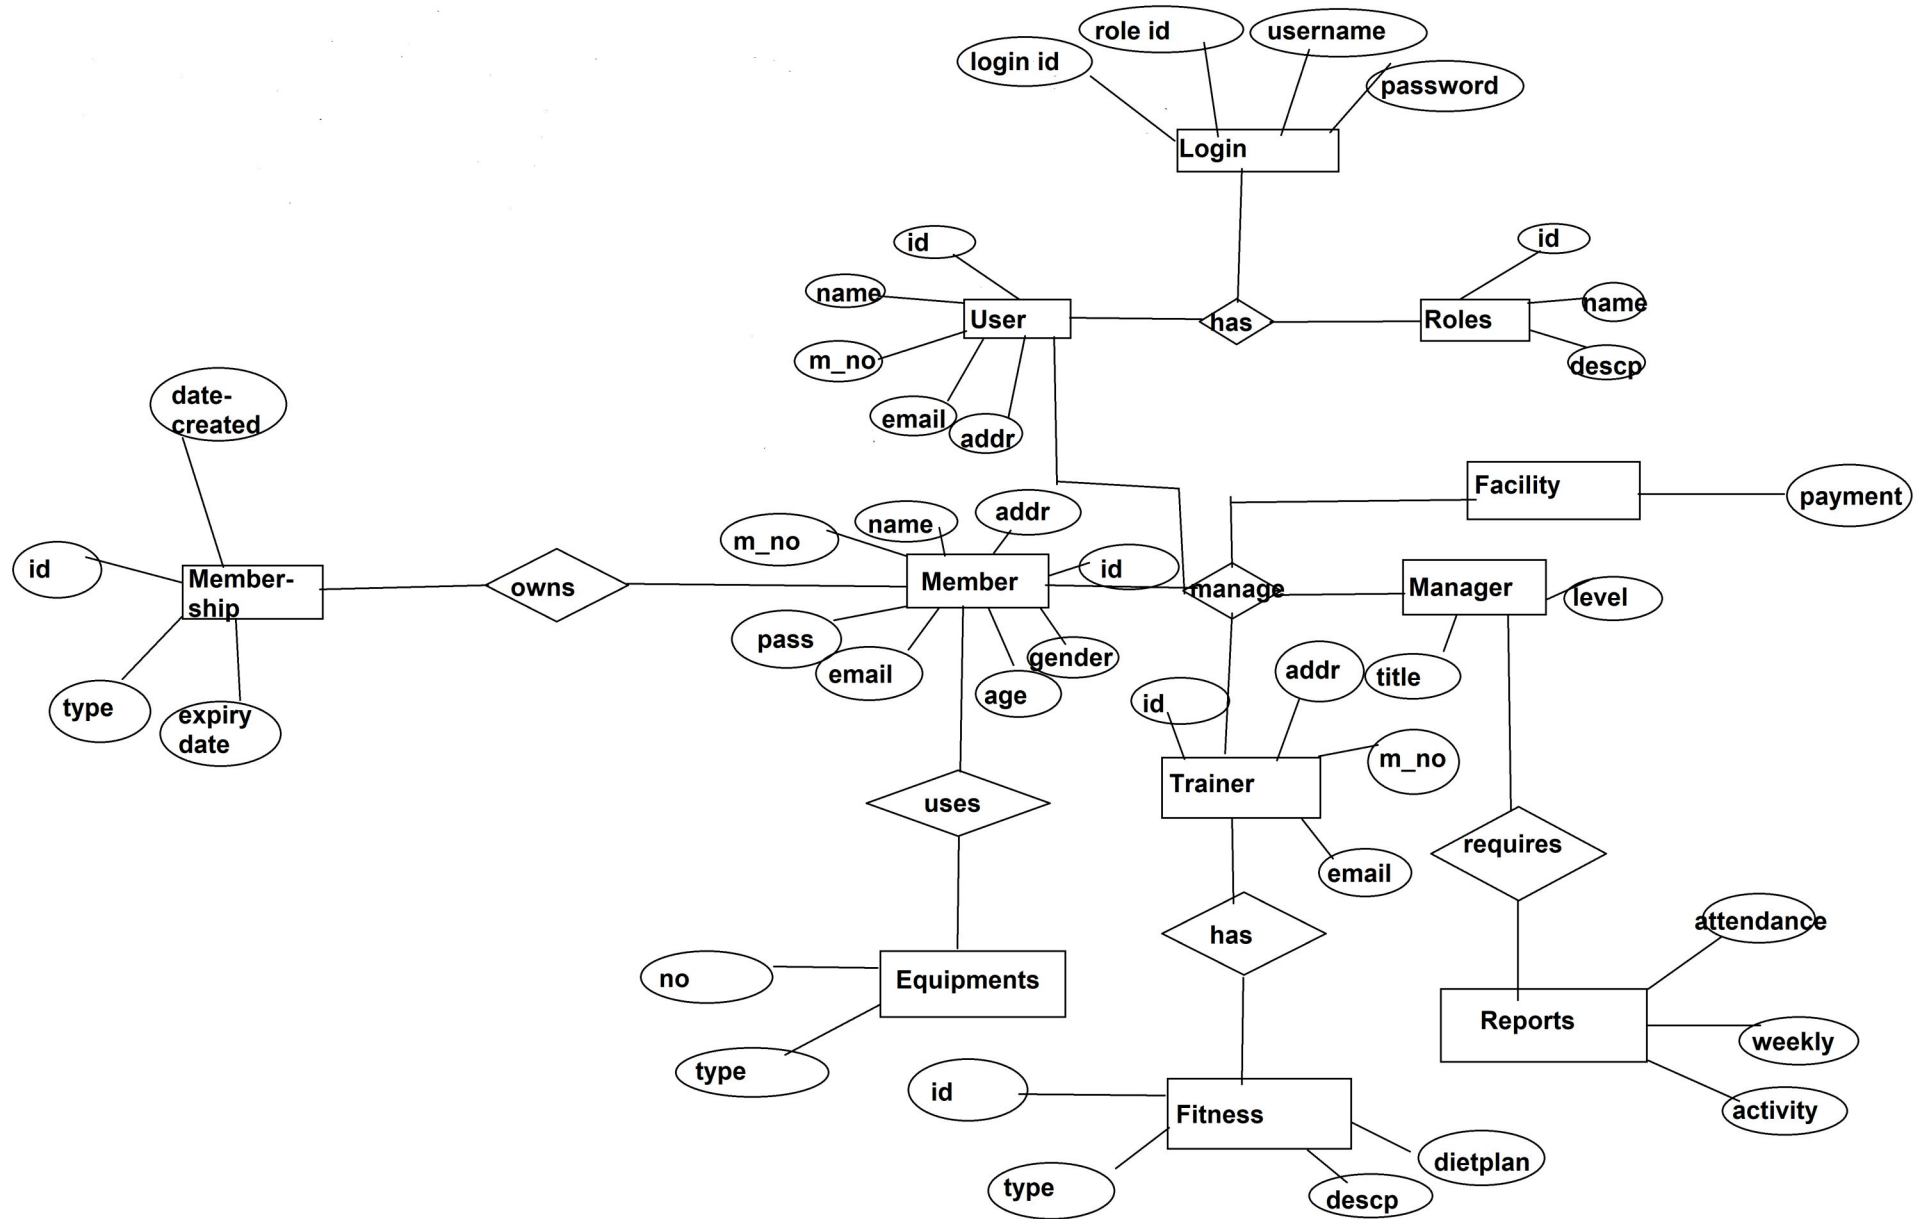 role id
username
login id
password
Login
id
id
name
name
User
has
Roles
m_no
descp
date-
created
email
addr
Facility
payment
addr
name
m_no
id
id
Member-
ship
owns
Member
manage
Manager
level
pass
email
gender
age
addr
title
id
type
expiry
date
m_no
Trainer
uses
requires
email
attendance
has
no
Equipments
Reports
weekly
type
id
activity
Fitness
dietplan
type
descp